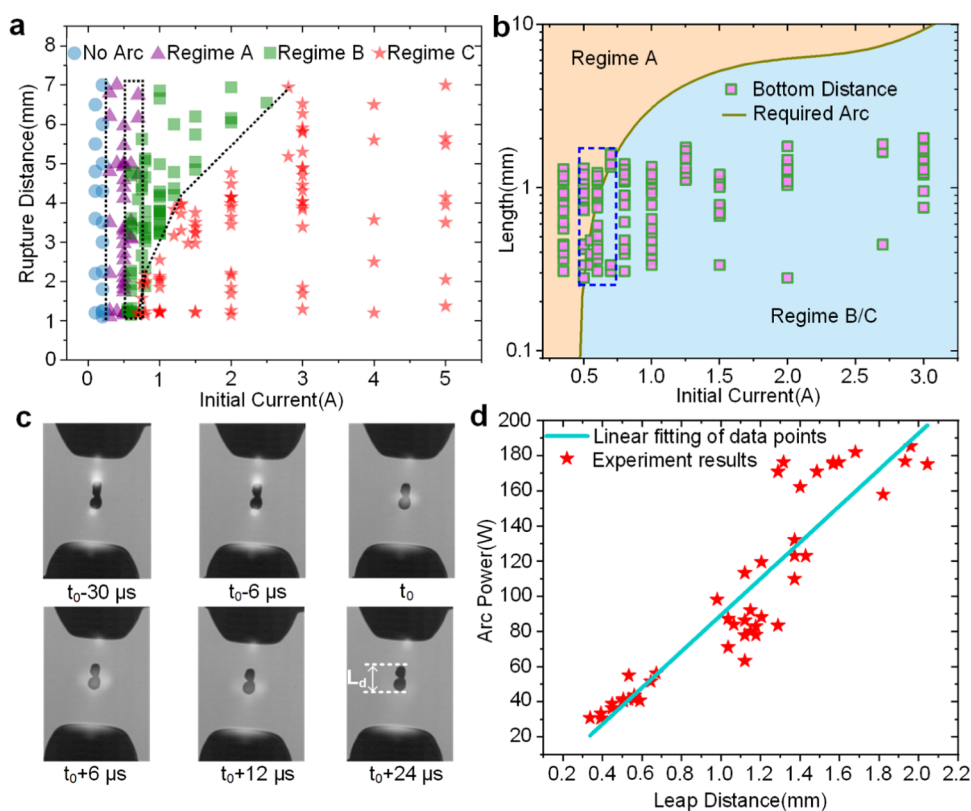 a
No Arc Regime A Regime B Regime C
Rupture Distance(mm)
8
7
6
5
4
3
2
1
0
0 1 2 3 4 5
Initial Current(A)
b
Regime A
Bottom Distance
Required Arc
Regime B/C
Length(mm)
10
1
0.1
0.5 1.0 1.5 2.0 2.5 3.0
Initial Current(A)
c
t0-30 μs
t0-6 μs
t0
Ld
t0+6 μs
t0+12 μs
t0+24 μs
d
Linear fitting of data points
Experiment results
Arc Power(W)
200
180
160
140
120
100
80
60
40
20
0.2 0.4 0.6 0.8 1.0 1.2 1.4 1.6 1.8 2.0 2.2
Leap Distance(mm)